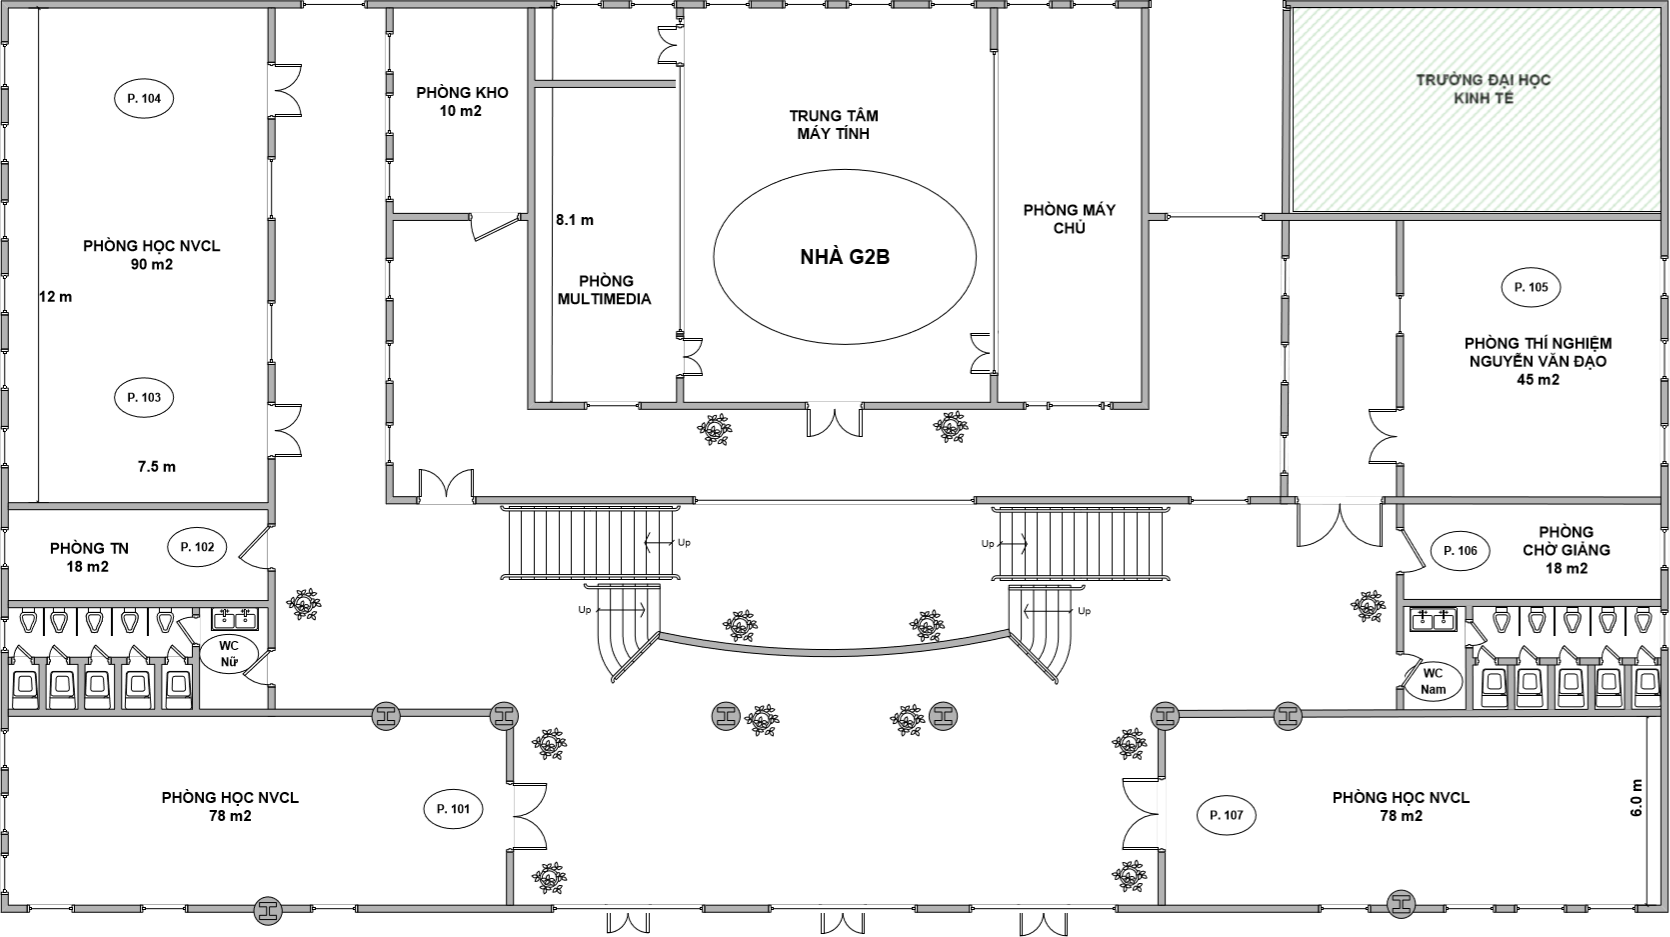 P. 104
PHÒNG HỌC NVCL
90 m2
12 m
P. 103
7.5 m
PHÒNG KHO
10 m2
8.1 m
PHÒNG
MULTIMEDIA
TRUNG TÂM
MÁY TÍNH
NHÀ G2B
PHÒNG MÁY
CHỦ
TRƯỜNG ĐẠI HỌC
KINH TẾ
P. 105
PHÒNG THÍ NGHIỆM
NGUYỄN VĂN ĐẠO
45 m2
PHÒNG TN
18 m2
P. 102
Up
Up
Up
Up
P. 106
PHÒNG
CHỜ GIẢNG
18 m2
WC
Nữ
WC
Nam
PHÒNG HỌC NVCL
78 m2
P. 101
P. 107
PHÒNG HỌC NVCL
78 m2
6.0 m